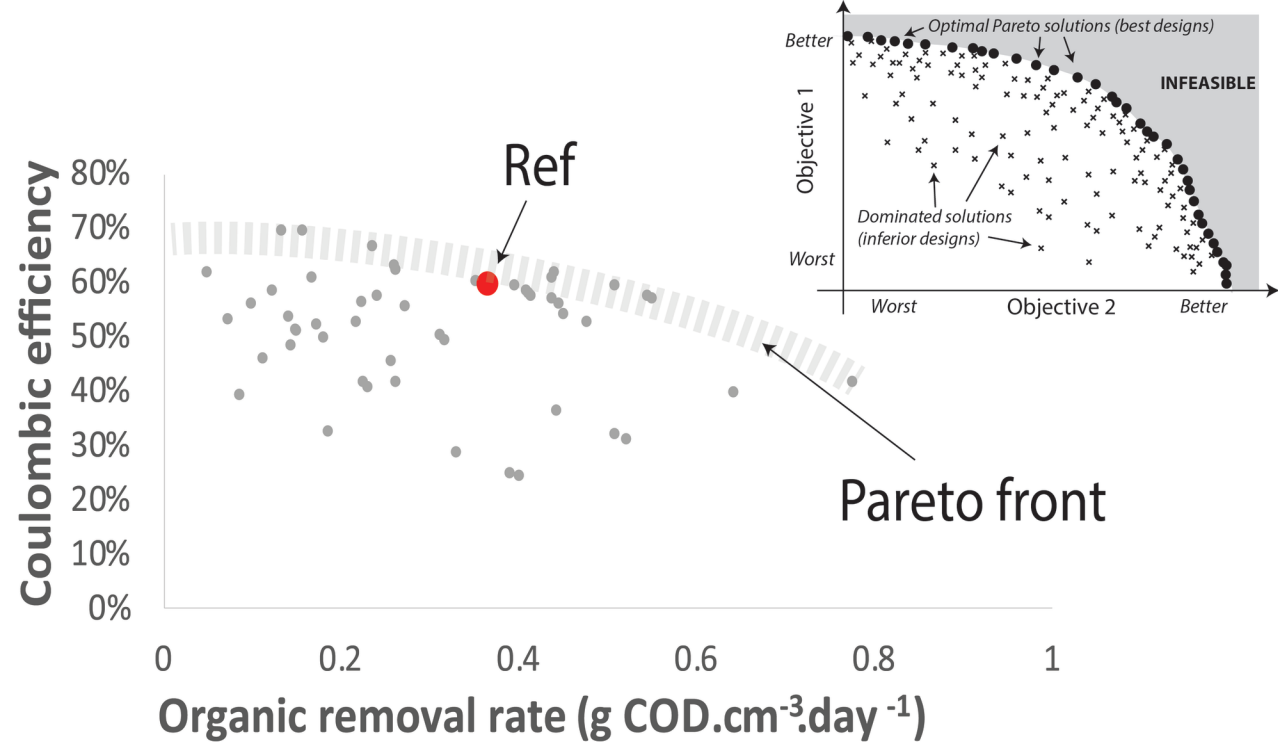 Optimal Pareto solutions (best designs)
Better
INFEASIBLE
Objective 1
Dominated solutions
(inferior designs)
Worst
Worst
Objective 2
Better
Ref
80%
70%
60%
50%
40%
30%
20%
10%
0%
Coulombic efficiency
Pareto front
0
0.2
0.4
0.6
0.8
1
Organic removal rate (g COD.cm⁻³.day ⁻¹)